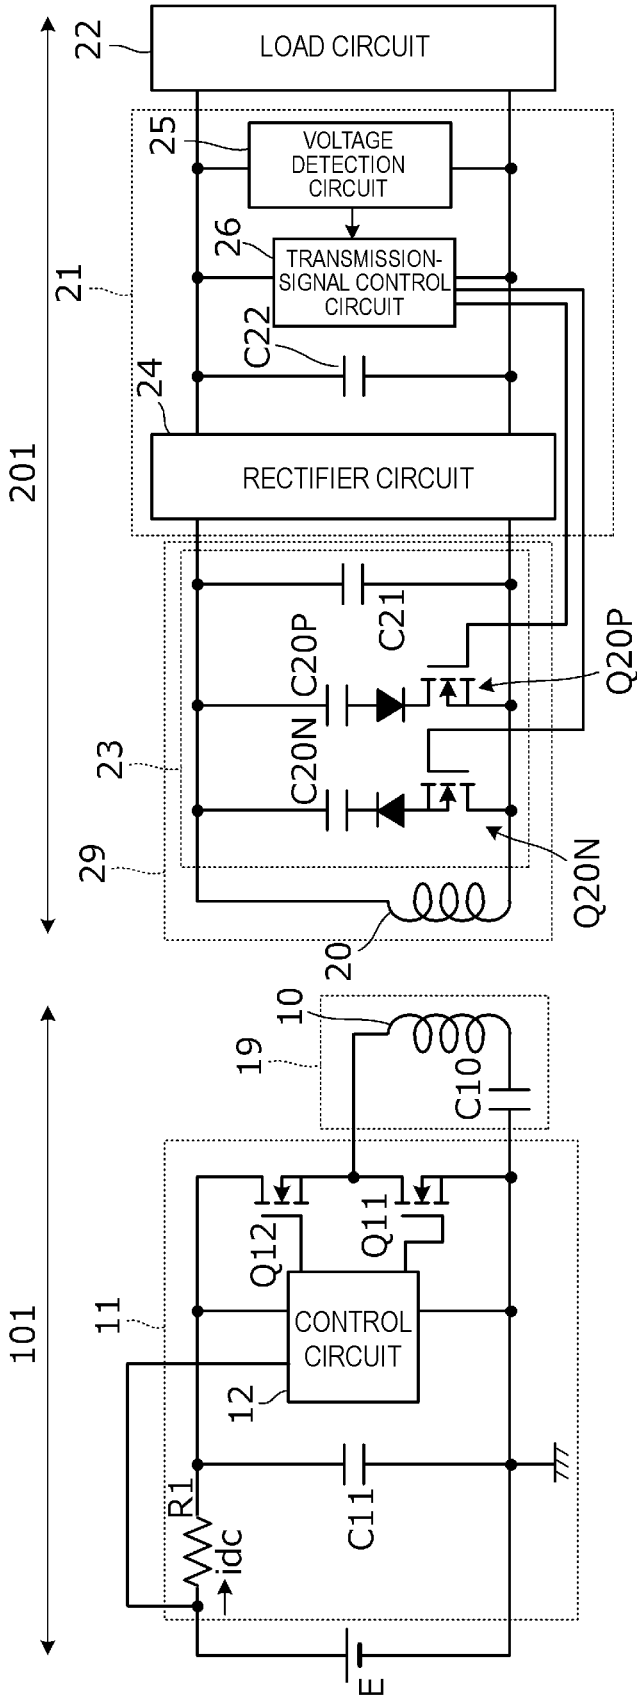 201
22
LOAD CIRCUIT
25
VOLTAGE
DETECTION
CIRCUIT
26
TRANSMISSION-
SIGNAL CONTROL
CIRCUIT
21
C22
24
RECTIFIER CIRCUIT
C21
C20P
Q20P
23
C20N
29
Q20N
20
101
10
19
C10
11
Q12
Q11
CONTROL
CIRCUIT
12
R1
C11
idc
E